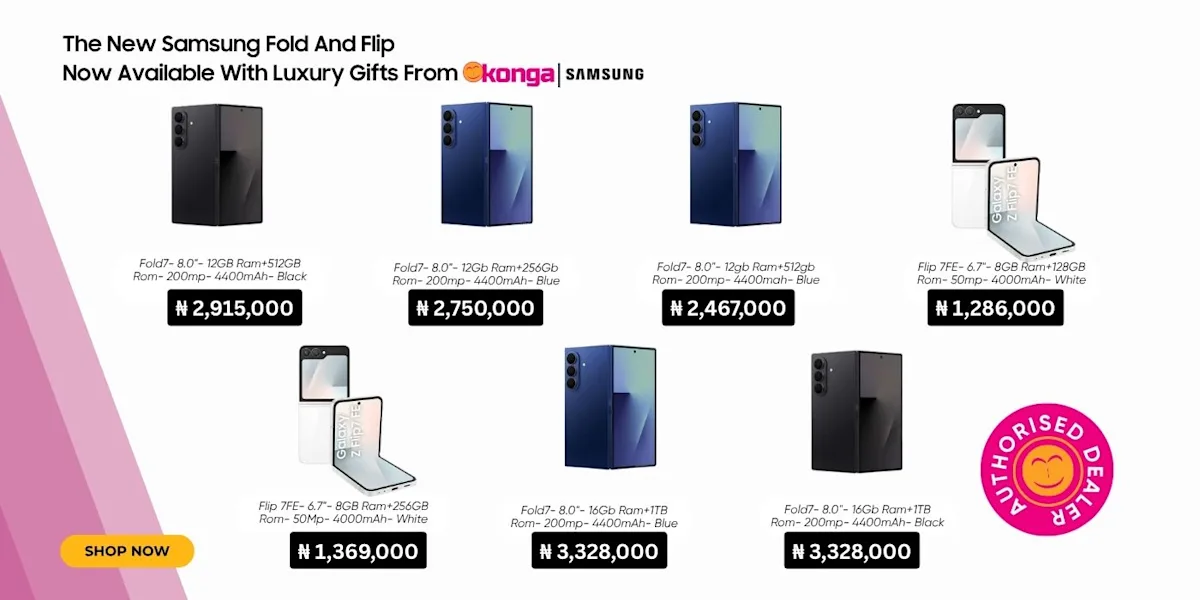 The New Samsung Fold And Flip
Now Available With Luxury Gifts From konga | SAMSUNG
Fold7- 8.0"- 12GB Ram+512GB
Rom- 200mp- 4400mAh- Black
₦ 2,915,000
Fold7- 8.0"- 12Gb Ram+256Gb
Rom- 200mp- 4400mAh- Blue
₦ 2,750,000
Fold7- 8.0"- 12gb Ram+512gb
Rom- 200mp- 4400mah- Blue
₦ 2,467,000
Galaxy
Z Flip7 FE
Flip 7FE- 6.7"- 8GB Ram+128GB
Rom- 50mp- 4000mAh- White
₦ 1,286,000
Galaxy
Z Flip7 FE
Flip 7FE- 6.7"- 8GB Ram+256GB
Rom- 50Mp- 4000mAh- White
₦ 1,369,000
Fold7- 8.0"- 16Gb Ram+1TB
Rom- 200mp- 4400mAh- Blue
₦ 3,328,000
Fold7- 8.0"- 16Gb Ram+1TB
Rom- 200mp- 4400mAh- Black
₦ 3,328,000
AUTHORISED DEALER
SHOP NOW